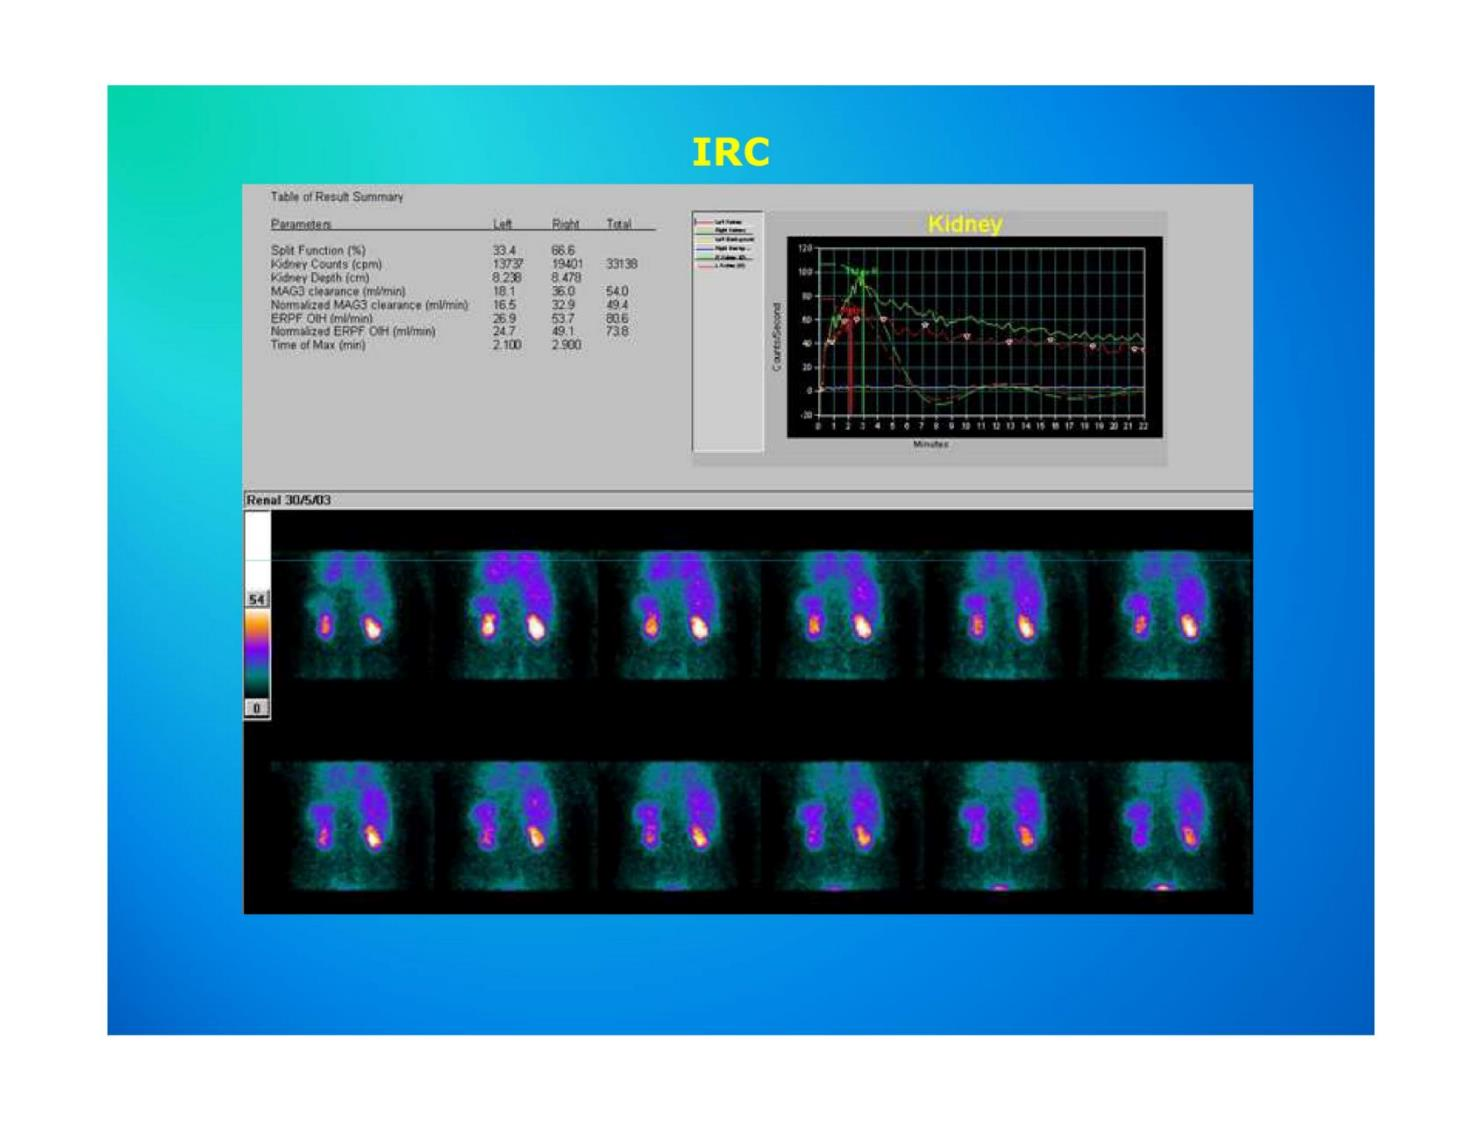 IRC
Table of Result Summary
Parameters Left Right Total
Split Function (%) 33.4 66.6
Kidney Counts (cpm) 13737 19401 33138
Kidney Depth (cm) 8.238 8.478
MAG3 clearance (ml/min) 18.1 36.0 54.0
Normalized MAG3 clearance (ml/min) 16.5 32.9 49.4
ERPF OIH (ml/min) 26.9 53.7 80.6
Normalized ERPF OIH (ml/min) 24.7 49.1 73.8
Time of Max (min) 2.100 2.900
Left Kidney
Right Kidney
Left Background
Kidney
120
100
80
60
40
20
0
-20
Counts/Second
0 1 2 3 4 5 6 7 8 9 10 11 12 13 14 15 16 17 18 19 20 21 22
Minutes
Renal 30/5/03
54
0